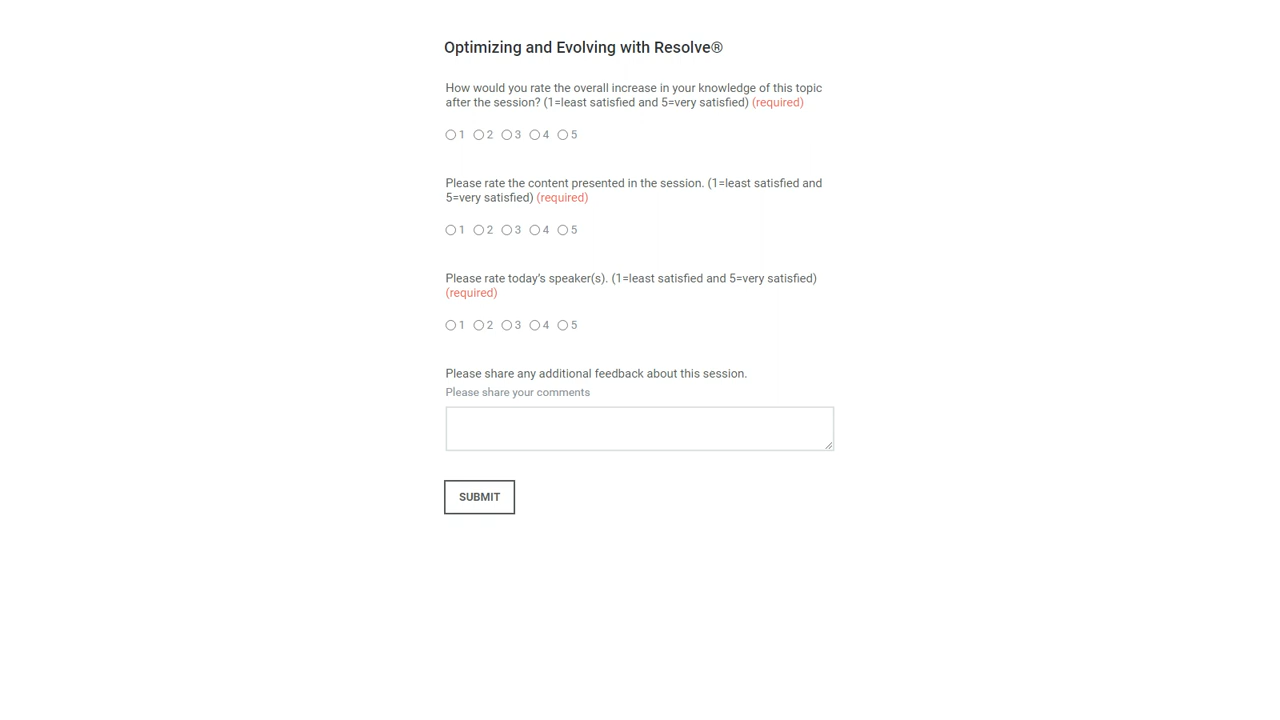 Optimizing and Evolving with Resolve®
How would you rate the overall increase in your knowledge of this topic
after the session? (1=least satisfied and 5=very satisfied) (required)
1 2 3 4 5
Please rate the content presented in the session. (1=least satisfied and
5=very satisfied) (required)
1 2 3 4 5
Please rate today's speaker(s). (1=least satisfied and 5=very satisfied)
(required)
1 2 3 4 5
Please share any additional feedback about this session.
Please share your comments
SUBMIT